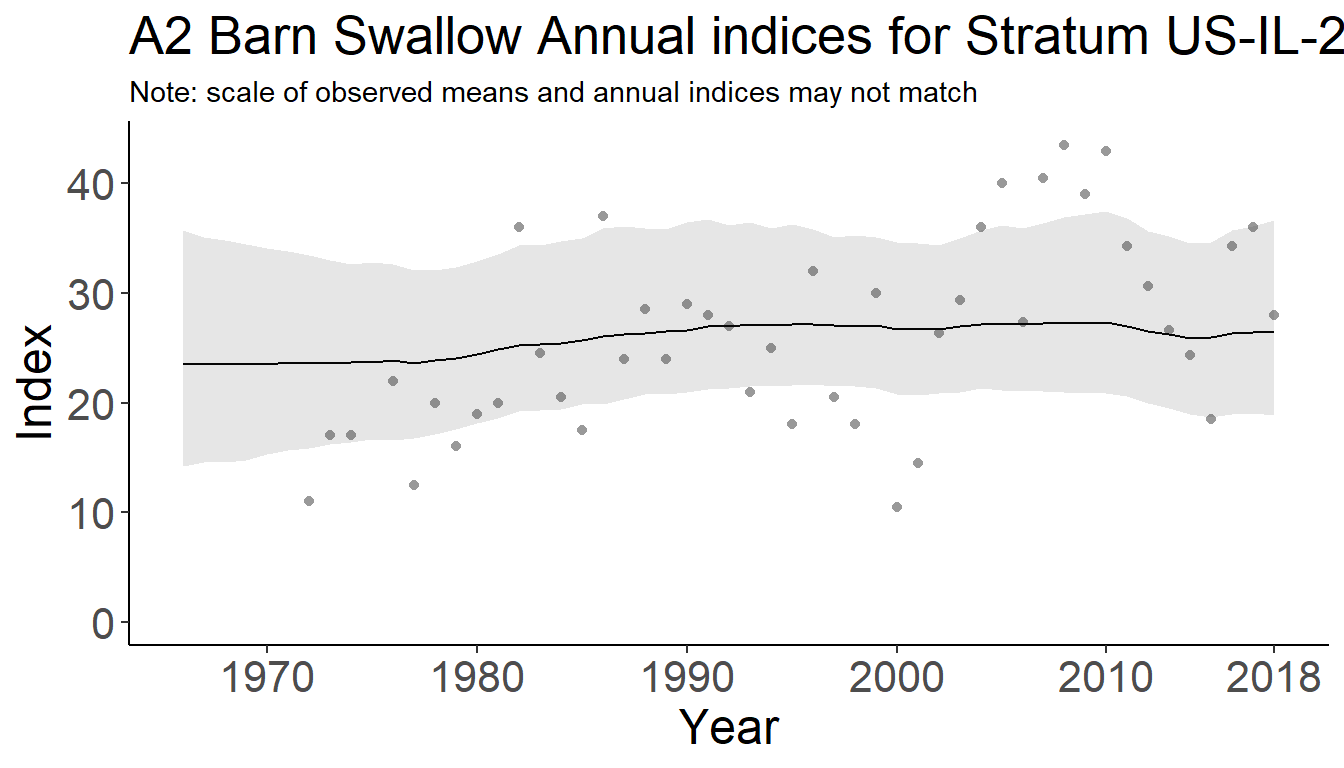 A2 Barn Swallow Annual indices for Stratum US-IL-2
Note: scale of observed means and annual indices may not match
40
30
20
10
0
Index
1970 1980 1990 2000 2010 2018
Year